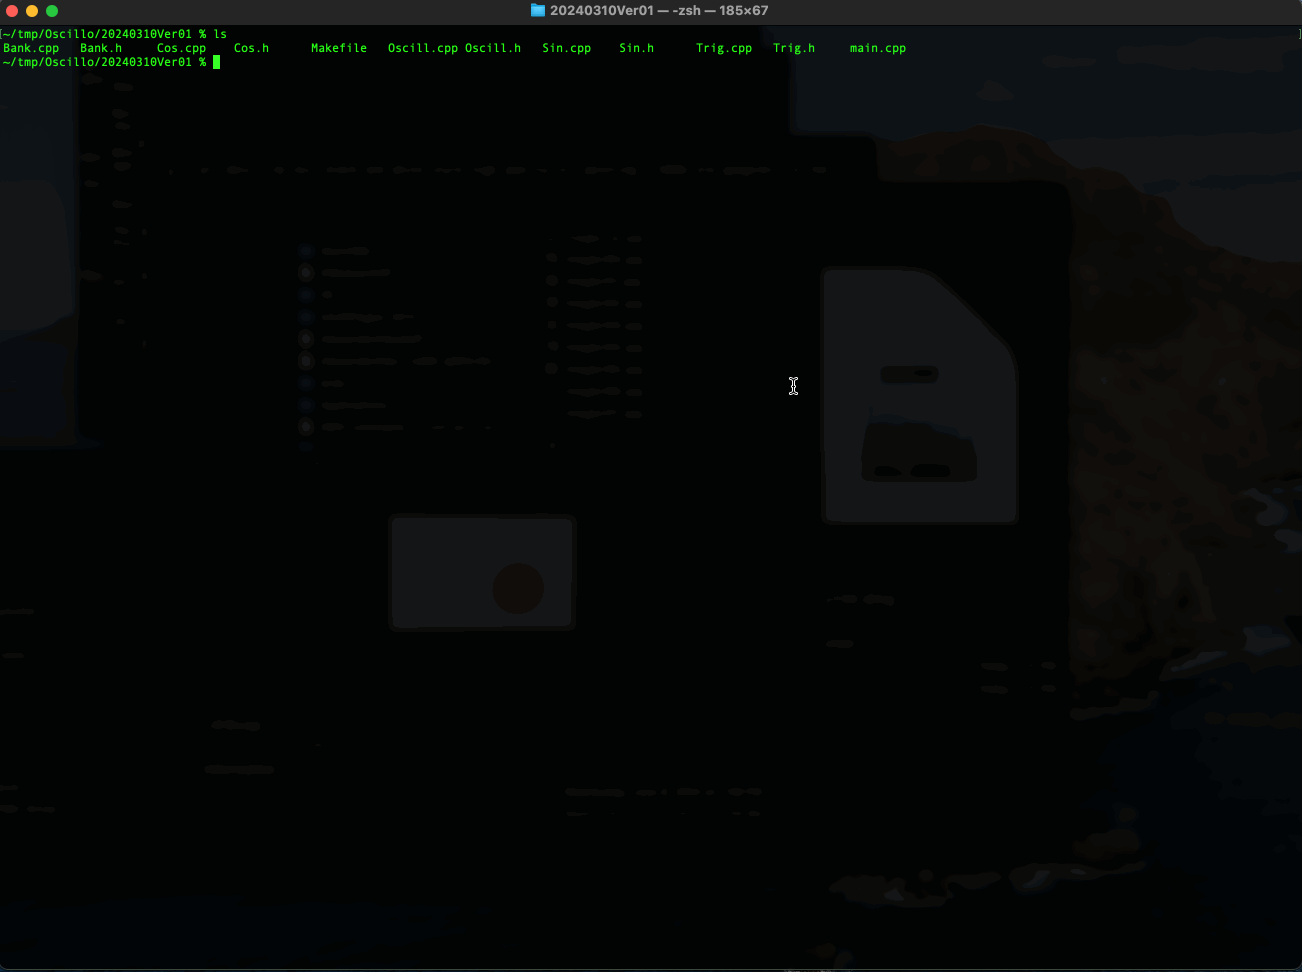 20240310Ver01 — -zsh — 185×67
[~/tmp/Oscillo/20240310Ver01 % ls ]
Bank.cpp Bank.h Cos.cpp Cos.h Makefile Oscill.cpp Oscill.h Sin.cpp Sin.h Trig.cpp Trig.h main.cpp
~/tmp/Oscillo/20240310Ver01 %